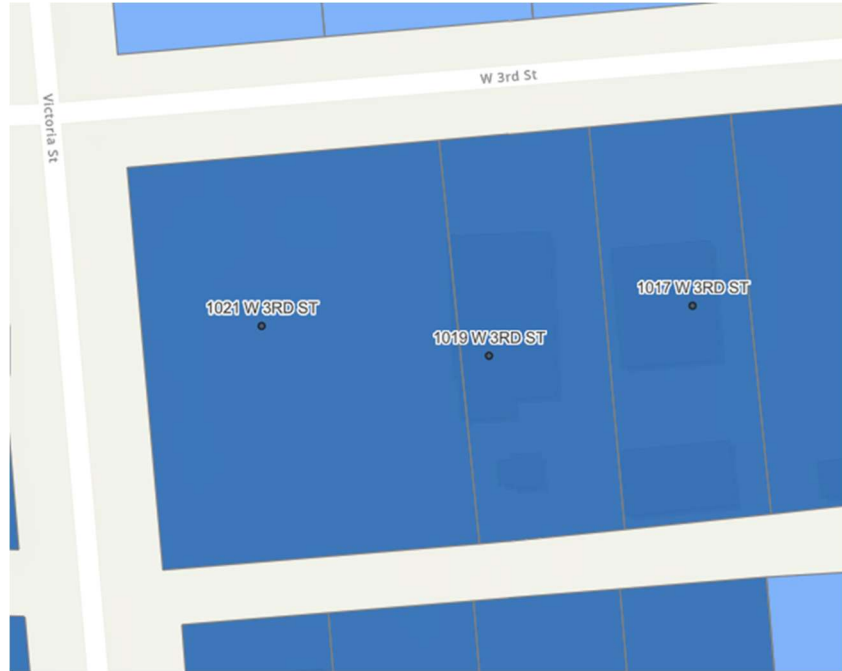 W 3rd St
Victoria St
1021 W 3RD ST
1019 W 3RD ST
1017 W 3RD ST